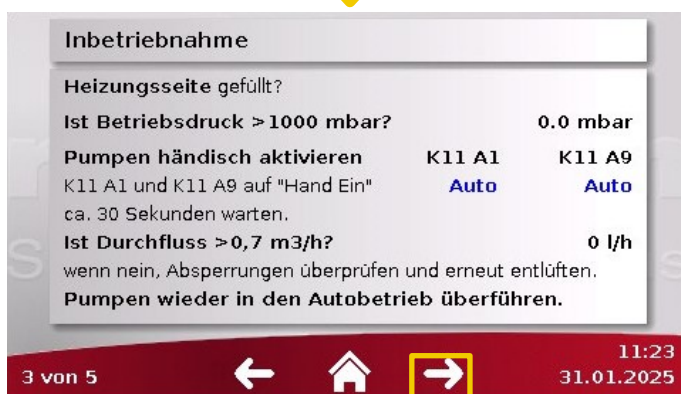 Inbetriebnahme
Heizungsseite gefüllt?
Ist Betriebsdruck >1000 mbar? 0.0 mbar
Pumpen händisch aktivieren K11 A1 K11 A9
K11 A1 und K11 A9 auf "Hand Ein" Auto Auto
ca. 30 Sekunden warten.
Ist Durchfluss >0,7 m3/h? 0 l/h
wenn nein, Absperrungen überprüfen und erneut entlüften.
Pumpen wieder in den Autobetrieb überführen.
11:23
3 von 5 31.01.2025